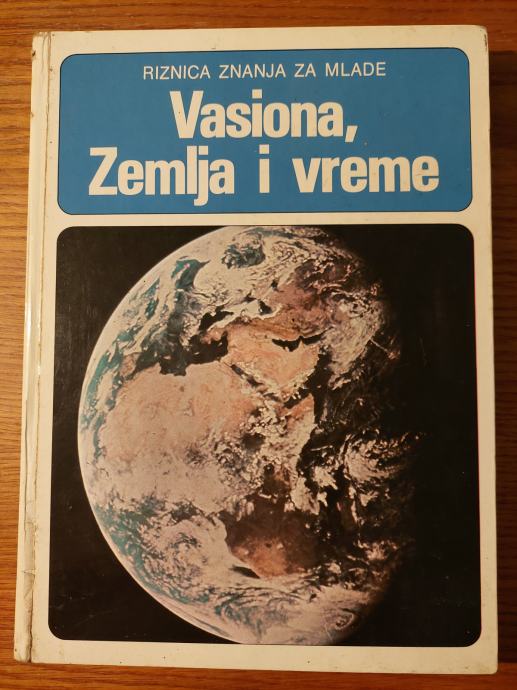 RIZNICA ZNANJA ZA MLADE
Vasiona,
Zemlja i vreme